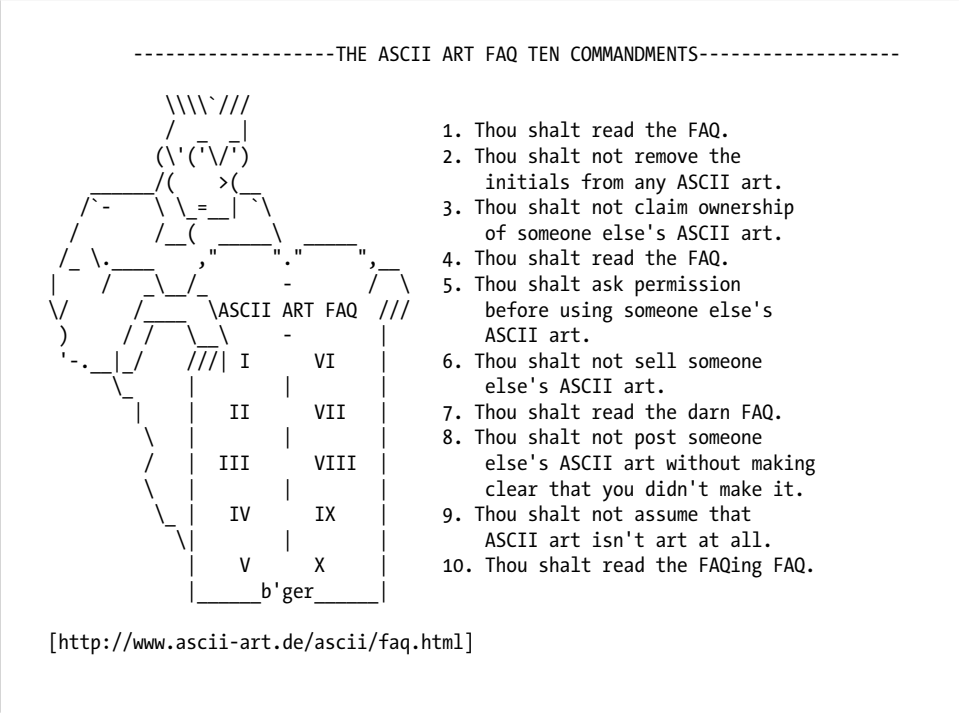 -------------------THE ASCII ART FAQ TEN COMMANDMENTS-------------------
1. Thou shalt read the FAQ.
2. Thou shalt not remove the
initials from any ASCII art.
3. Thou shalt not claim ownership
of someone else's ASCII art.
4. Thou shalt read the FAQ.
5. Thou shalt ask permission
before using someone else's
ASCII art.
6. Thou shalt not sell someone
else's ASCII art.
7. Thou shalt read the darn FAQ.
8. Thou shalt not post someone
else's ASCII art without making
clear that you didn't make it.
9. Thou shalt not assume that
ASCII art isn't art at all.
10. Thou shalt read the FAQing FAQ.
ASCII ART FAQ
I VI
II VII
III VIII
IV IX
V X
b'ger
[http://www.ascii-art.de/ascii/faq.html]